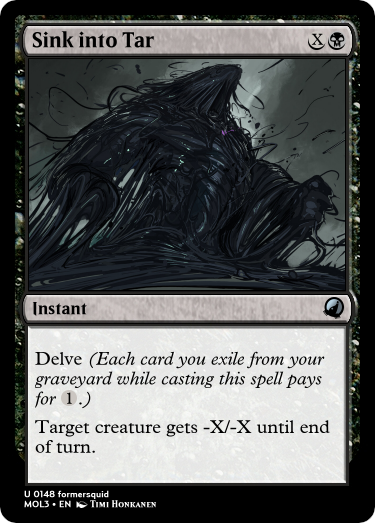 Sink into Tar X
Instant
Delve (Each card you exile from your
graveyard while casting this spell pays
for 1.)
Target creature gets -X/-X until end
of turn.
U 0148 formersquid
MOL3 • EN Timi Honkanen